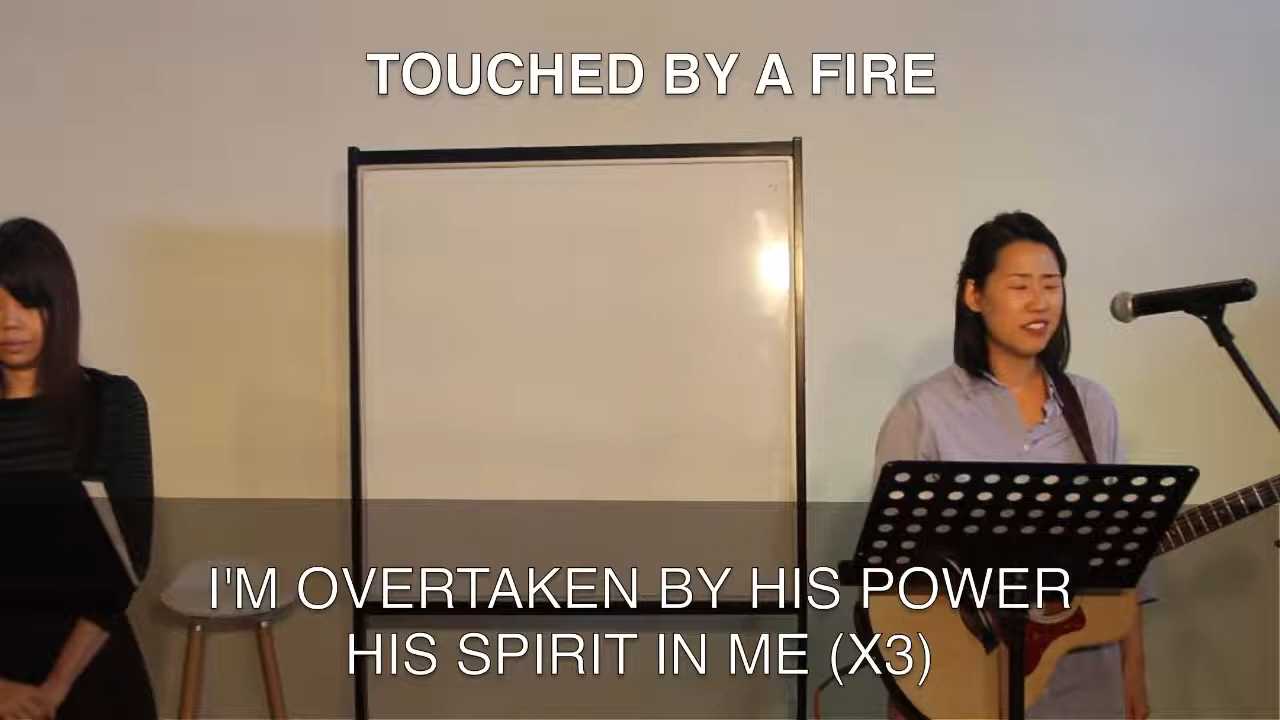 TOUCHED BY A FIRE
I'M OVERTAKEN BY HIS POWER
HIS SPIRIT IN ME (X3)